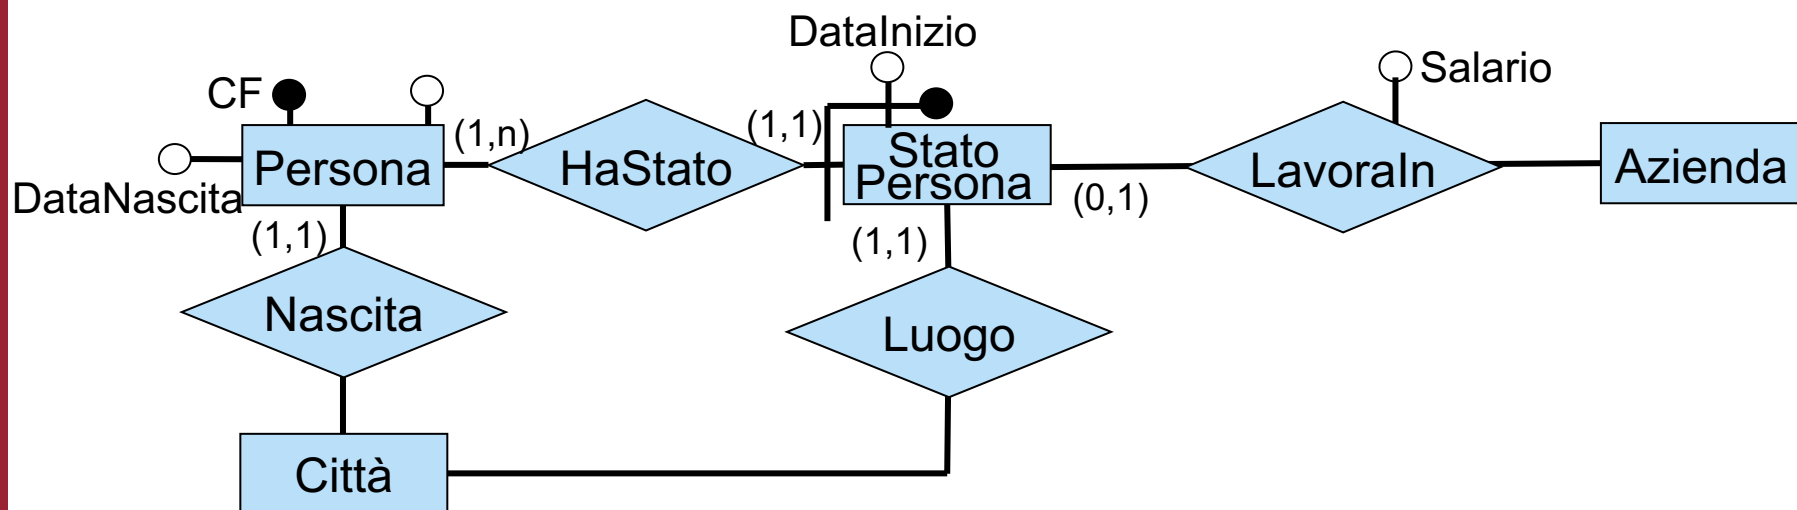 DataInizio
CF
Salario
(1,n)
(1,1)
Persona
HaStato
Stato
Persona
LavoraIn
Azienda
DataNascita
(0,1)
(1,1)
(1,1)
Nascita
Luogo
Città